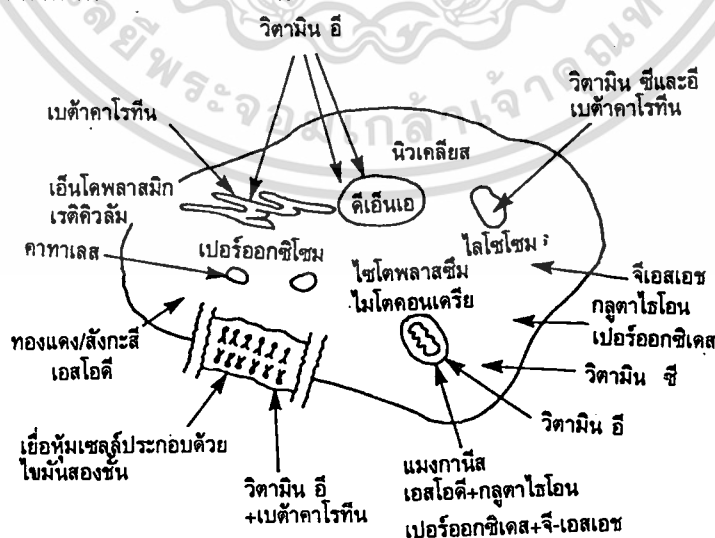 วิตามิน อี
วิตามิน ซีและอี
เบต้าคาโรทีน
เบต้าคาโรทีน
นิวเคลียส
เอ็นโดพลาสมิก
เรติคิวลัม
ดีเอ็นเอ
คาทาเลส
เปอร์ออกซิโซม
ไลโซโซม
ไซโตพลาสซึม
ไมโตคอนเดรีย
จีเอสเอช
กลูตาไธโอน
เปอร์ออกซิเดส
ทองแดง/สังกะสี
เอสโอดี
วิตามิน ซี
วิตามิน อี
เยื่อหุ้มเซลล์ประกอบด้วย
ไขมันสองชั้น
วิตามิน อี
+เบต้าคาโรทีน
แมงกานีส
เอสโอดี+กลูตาไธโอน
เปอร์ออกซิเดส+จี-เอสเอช